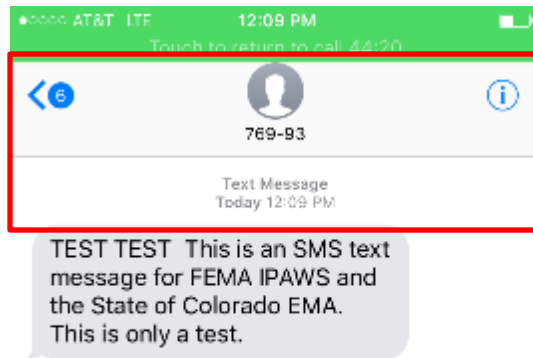 AT&T LTE 12:09 PM
Touch to return to call 44:20
6
769-93
Text Message
Today 12:09 PM
TEST TEST This is an SMS text
message for FEMA IPAWS and
the State of Colorado EMA.
This is only a test.